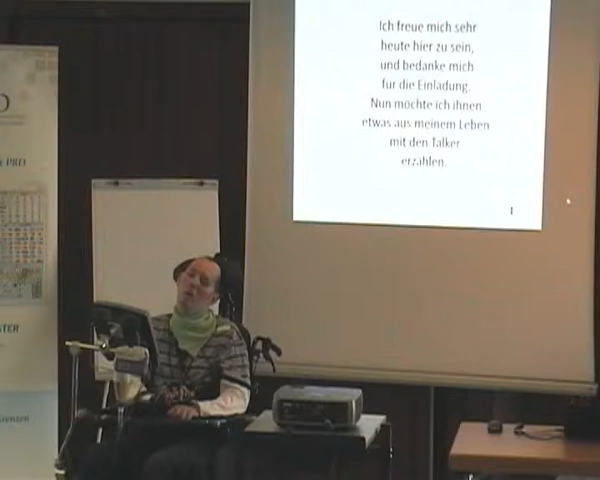 Ich freue mich sehr
heute hier zu sein,
und bedanke mich
für die Einladung.
Nun möchte ich ihnen
etwas aus meinem Leben
mit den Talker
erzählen.
1